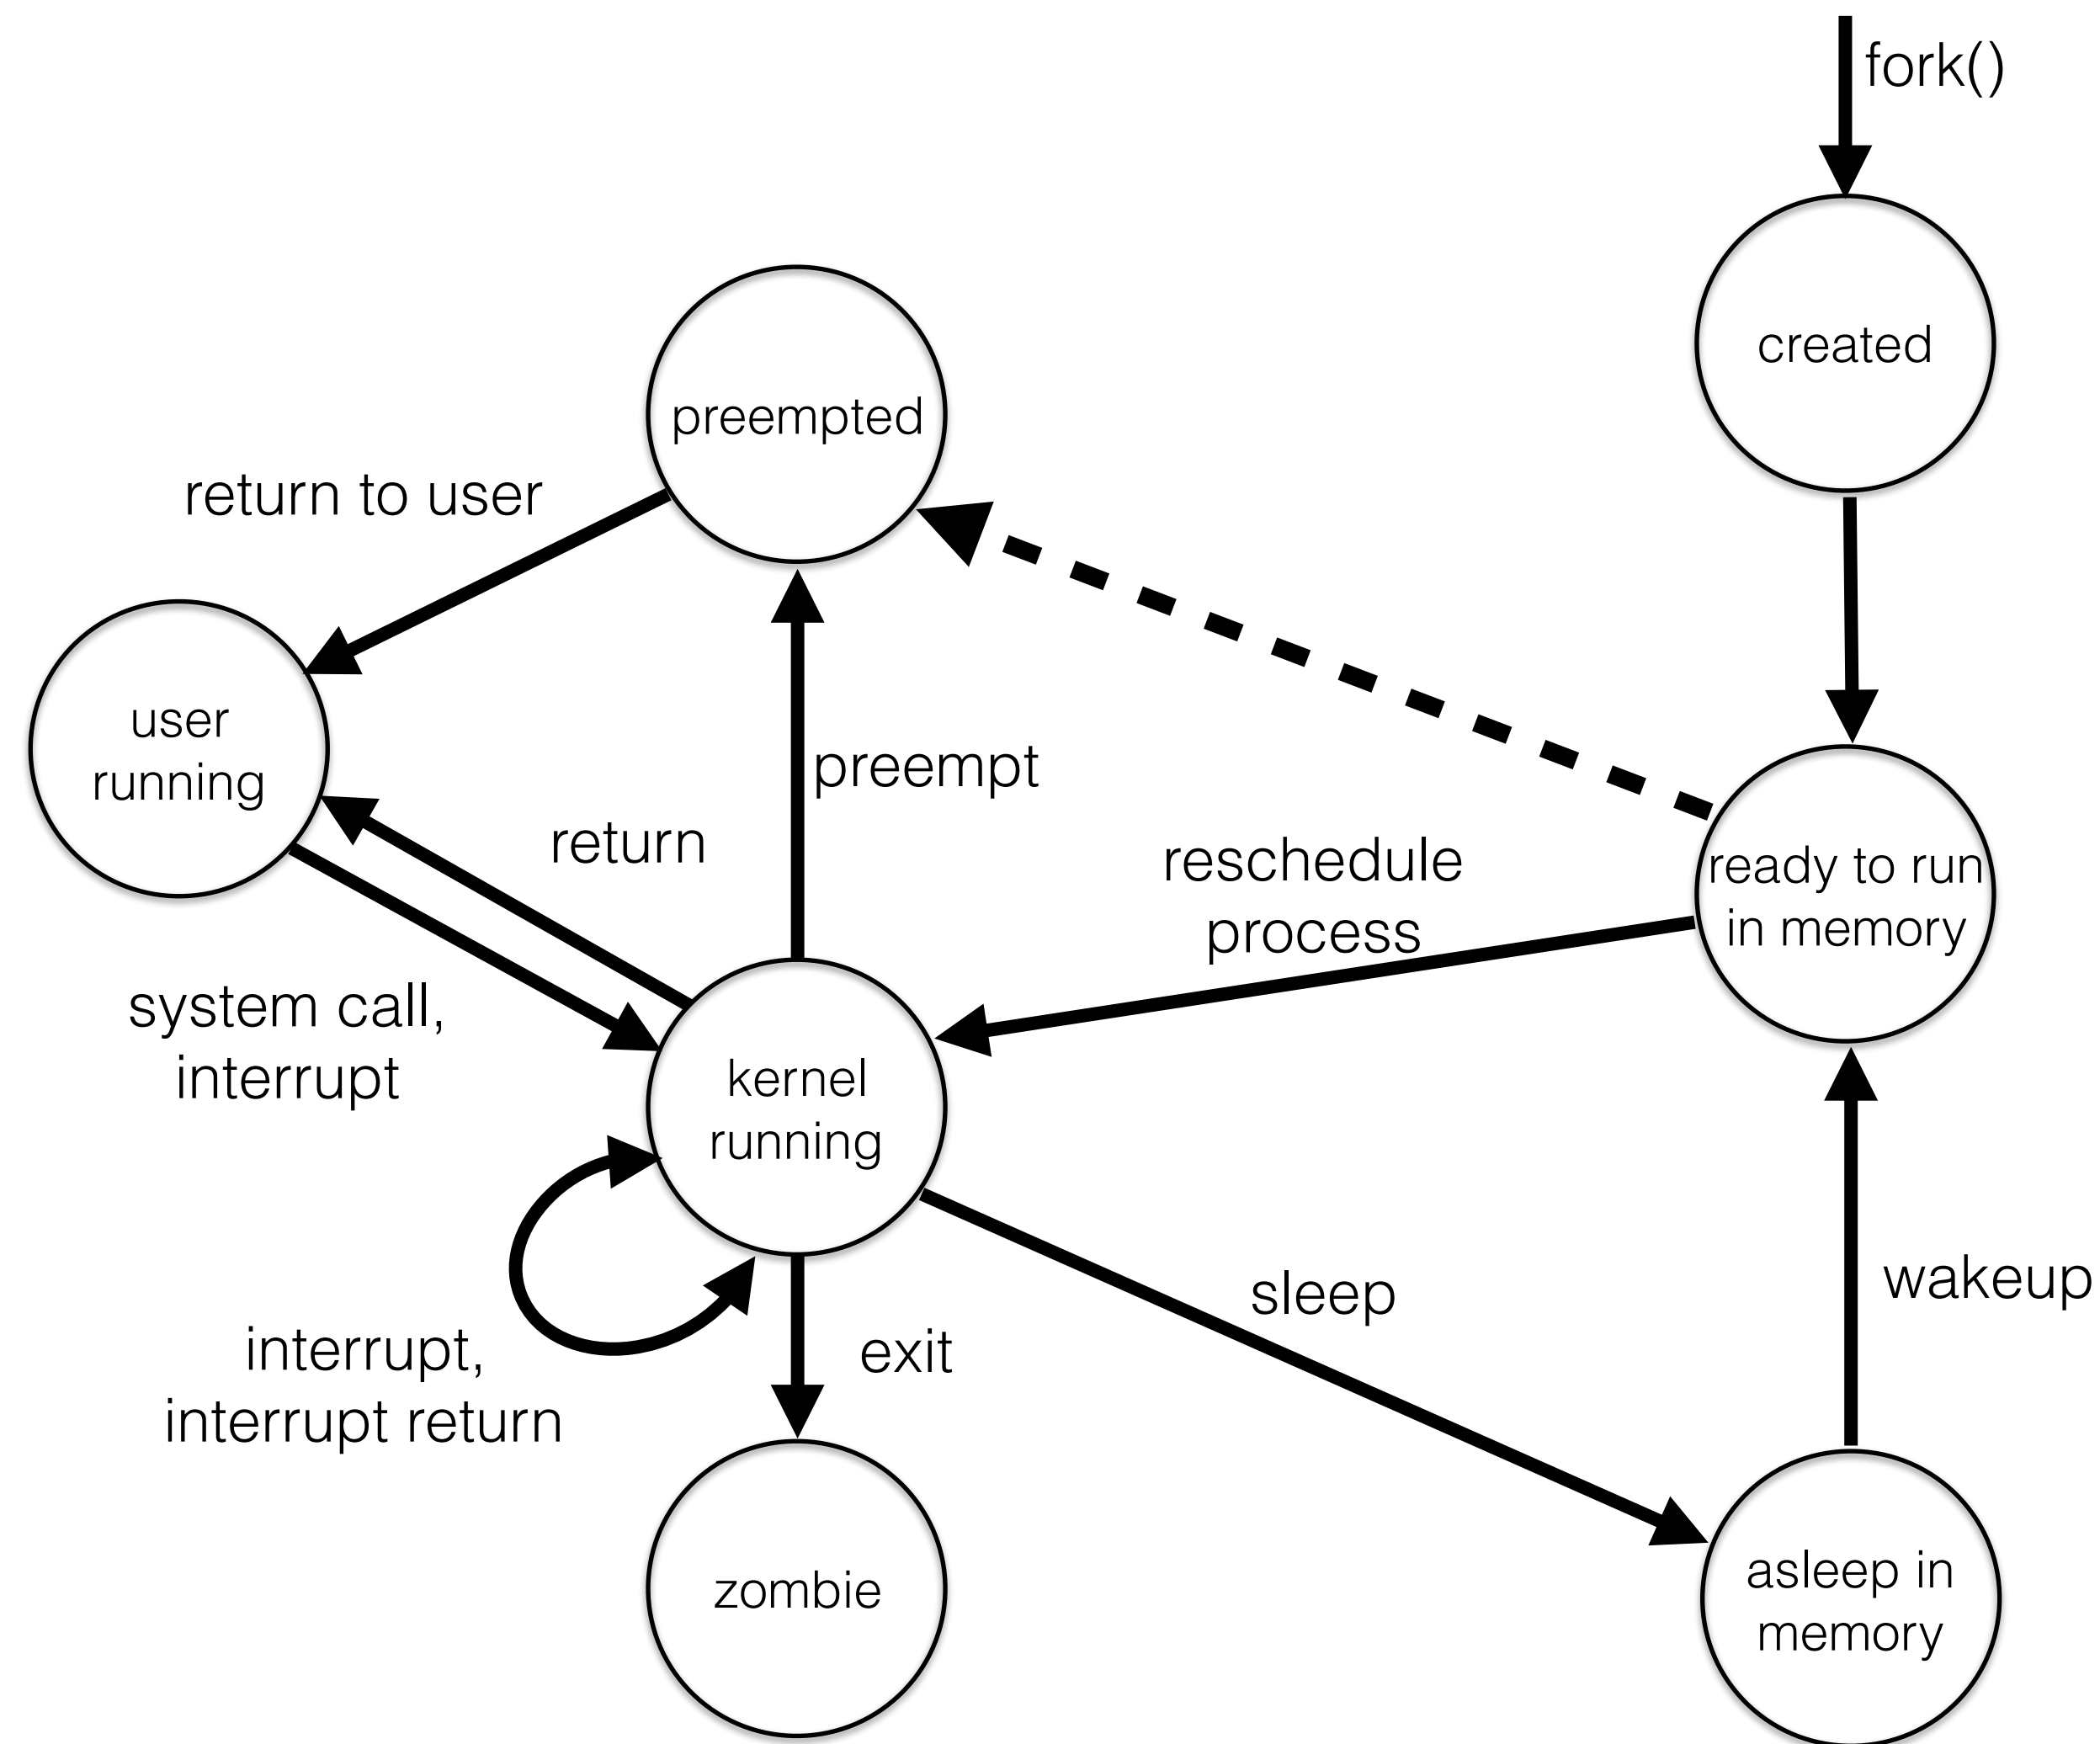 fork()
created
preempted
return to user
user
running
preempt
return
reschedule
process
ready to run
in memory
system call,
interrupt
kernel
running
sleep
wakeup
interrupt,
interrupt return
exit
zombie
asleep in
memory